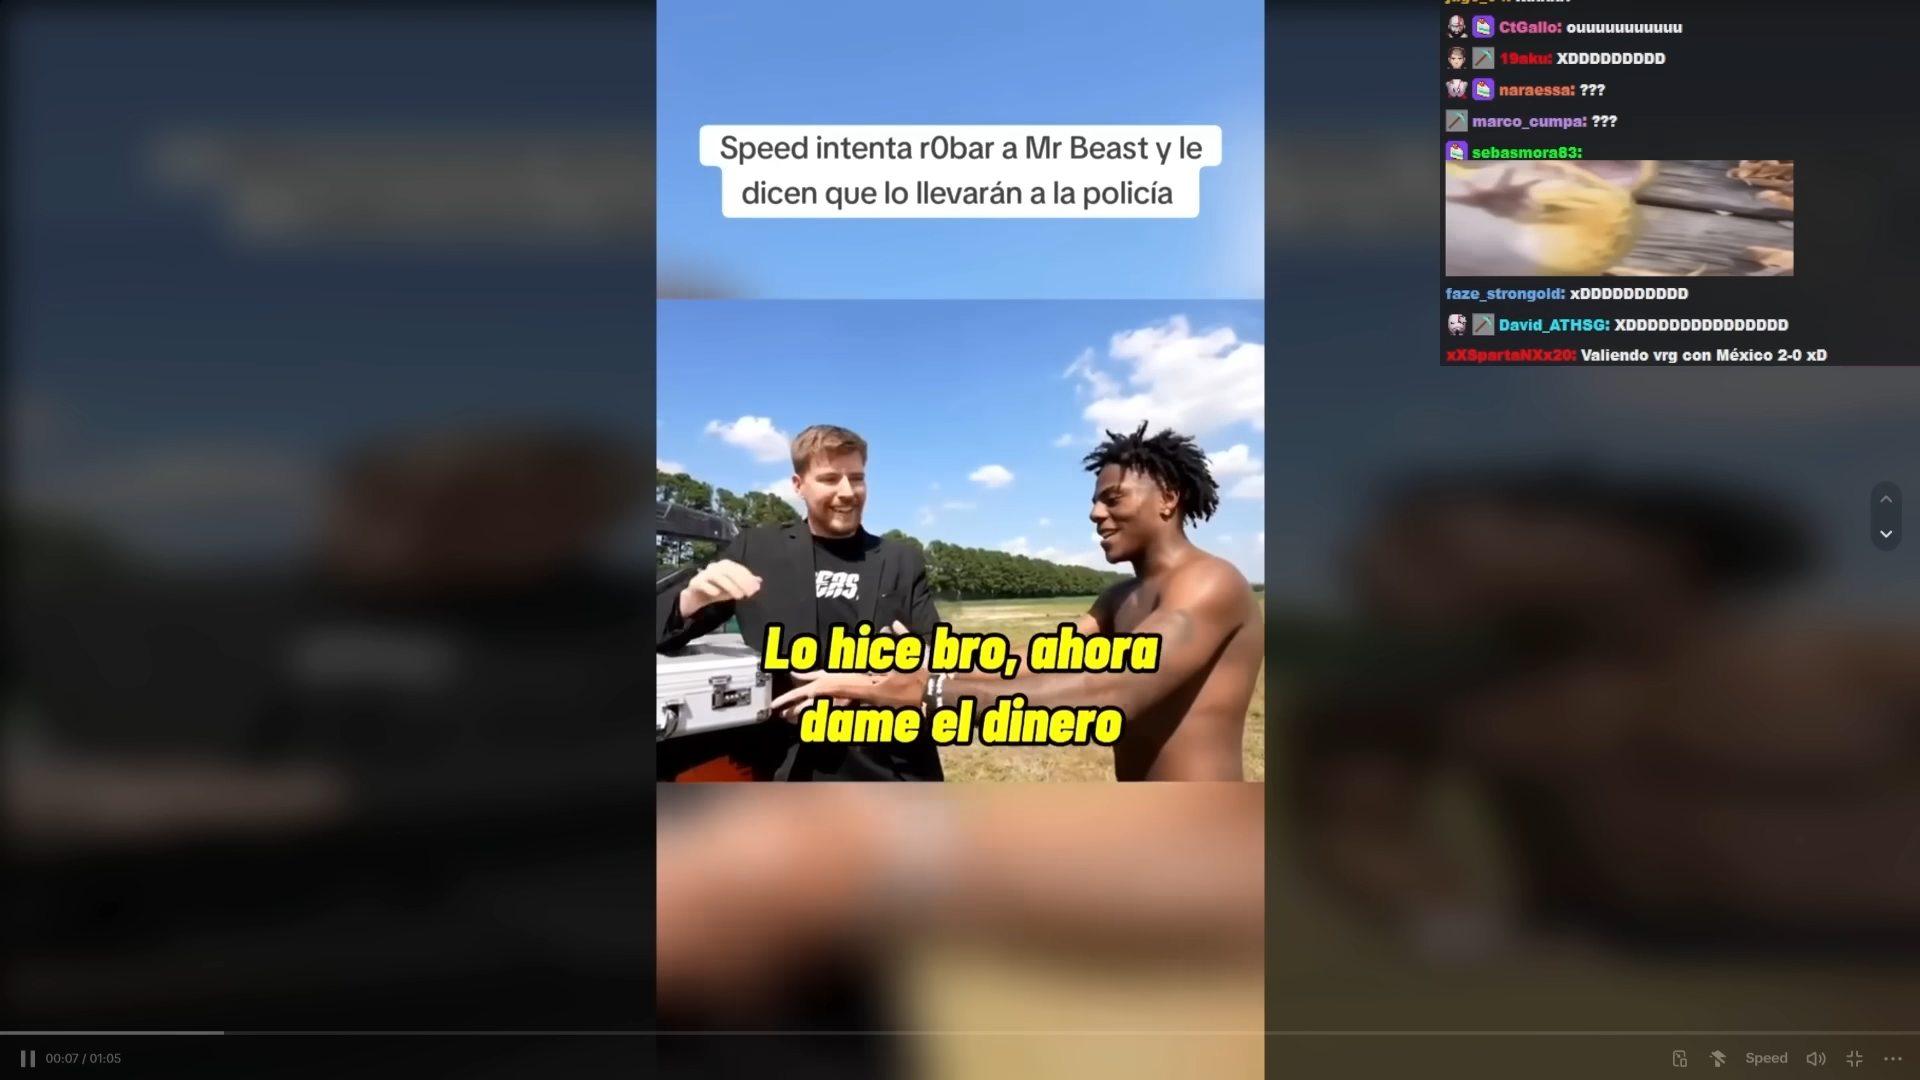 Speed intenta r0bar a Mr Beast y le
dicen que lo llevarán a la policía
Lo hice bro, ahora
dame el dinero
CtGallo: ouuuuuuuuuuu
19aku: XDDDDDDDDD
naraessa: ???
marco_cumpa: ???
sebasmora83:
faze_strongold: xDDDDDDDDDD
David_ATHSG: XDDDDDDDDDDDDDDD
xXSpartaNXx20: Valiendo vrg con México 2-0 xD
00:07 / 01:05
Speed